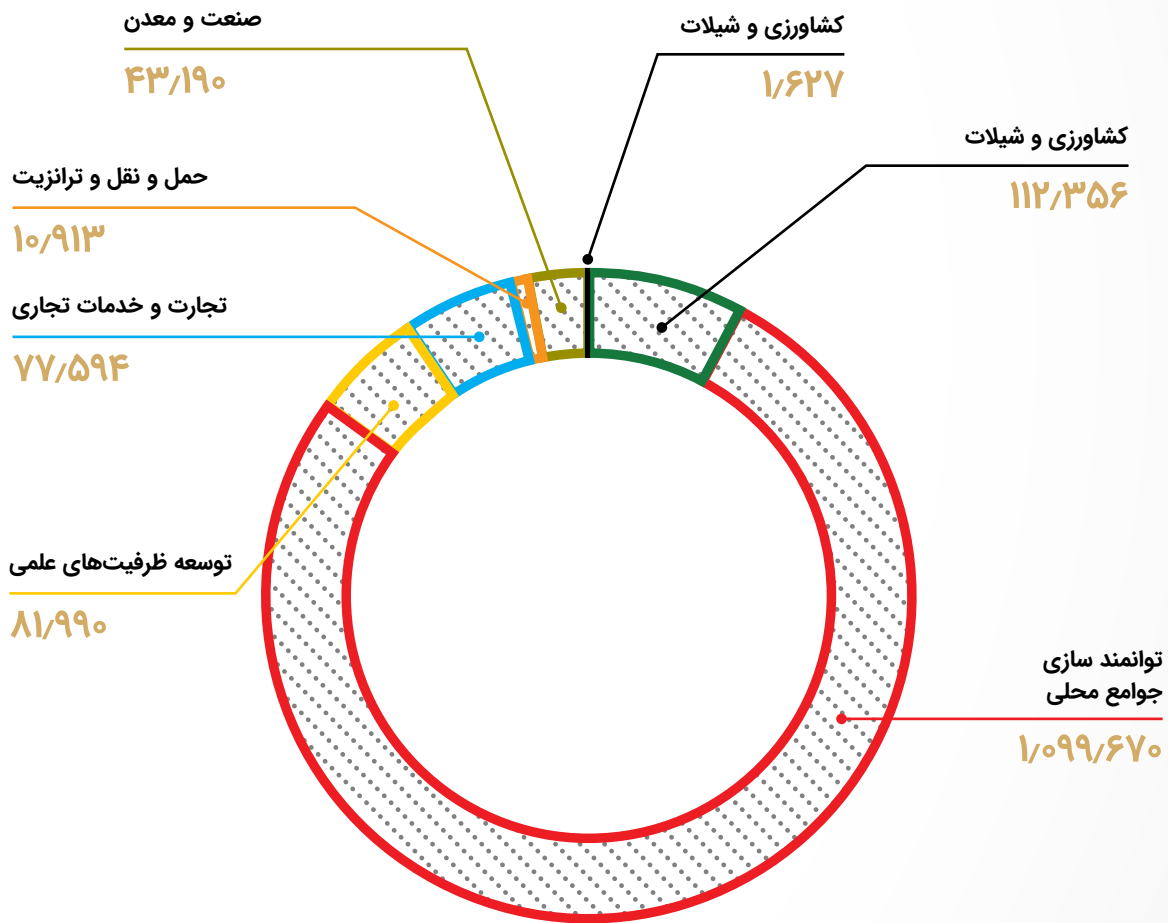 کشاورزی و شیلات
۱٫۶۲۷
کشاورزی و شیلات
۱۱۲٫۳۵۶
توانمند سازی
جوامع محلی
۱٫۰۹۹٫۶۷۰
صنعت و معدن
۴۳٫۱۹۰
حمل و نقل و ترانزیت
۱۰٫۹۱۳
تجارت و خدمات تجاری
۷۷٫۵۹۴
توسعه ظرفیت‌های علمی
۸۱٫۹۹۰